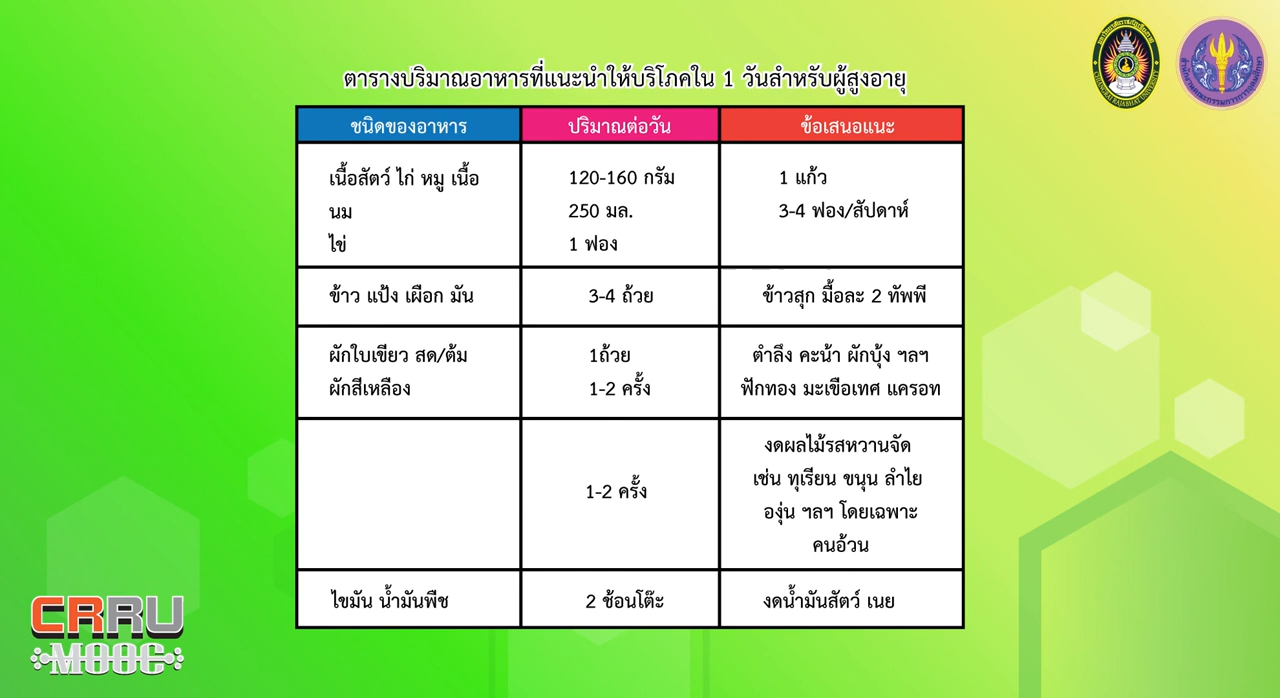 ตารางปริมาณอาหารที่แนะนำให้บริโภคใน 1 วันสำหรับผู้สูงอายุ
ชนิดของอาหาร ปริมาณต่อวัน ข้อเสนอแนะ
เนื้อสัตว์ ไก่ หมู เนื้อ 120-160 กรัม 1 แก้ว
นม 250 มล. 3-4 ฟอง/สัปดาห์
ไข่ 1 ฟอง
ข้าว แป้ง เผือก มัน 3-4 ถ้วย ข้าวสุก มื้อละ 2 ทัพพี
ผักใบเขียว สด/ต้ม 1ถ้วย ตำลึง คะน้า ผักบุ้ง ฯลฯ
ผักสีเหลือง 1-2 ครั้ง ฟักทอง มะเขือเทศ แครอท
งดผลไม้รสหวานจัด
เช่น ทุเรียน ขนุน ลำไย
1-2 ครั้ง
องุ่น ฯลฯ โดยเฉพาะ
คนอ้วน
ไขมัน น้ำมันพืช 2 ช้อนโต๊ะ งดน้ำมันสัตว์ เนย
CRRU
MOOC